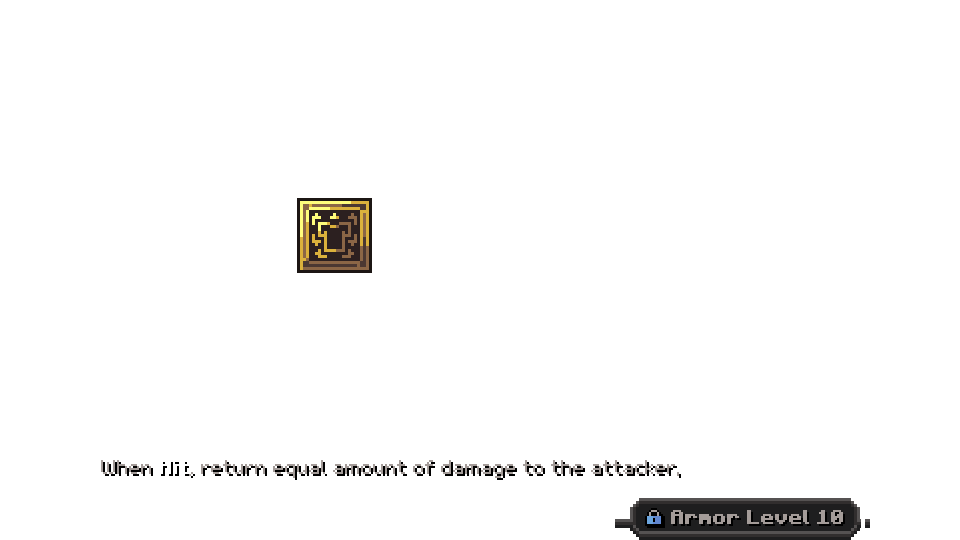 When Hit, return equal amount of damage to the attacker,
Armor Level 10